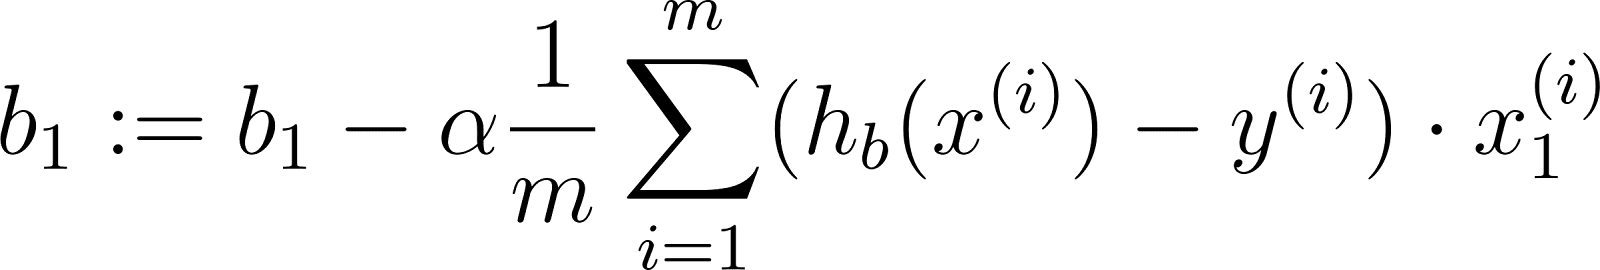 b_1 := b_1 - \alpha \frac{1}{m} \sum_{i=1}^{m} (h_b(x^{(i)}) - y^{(i)}) \cdot x_1^{(i)}